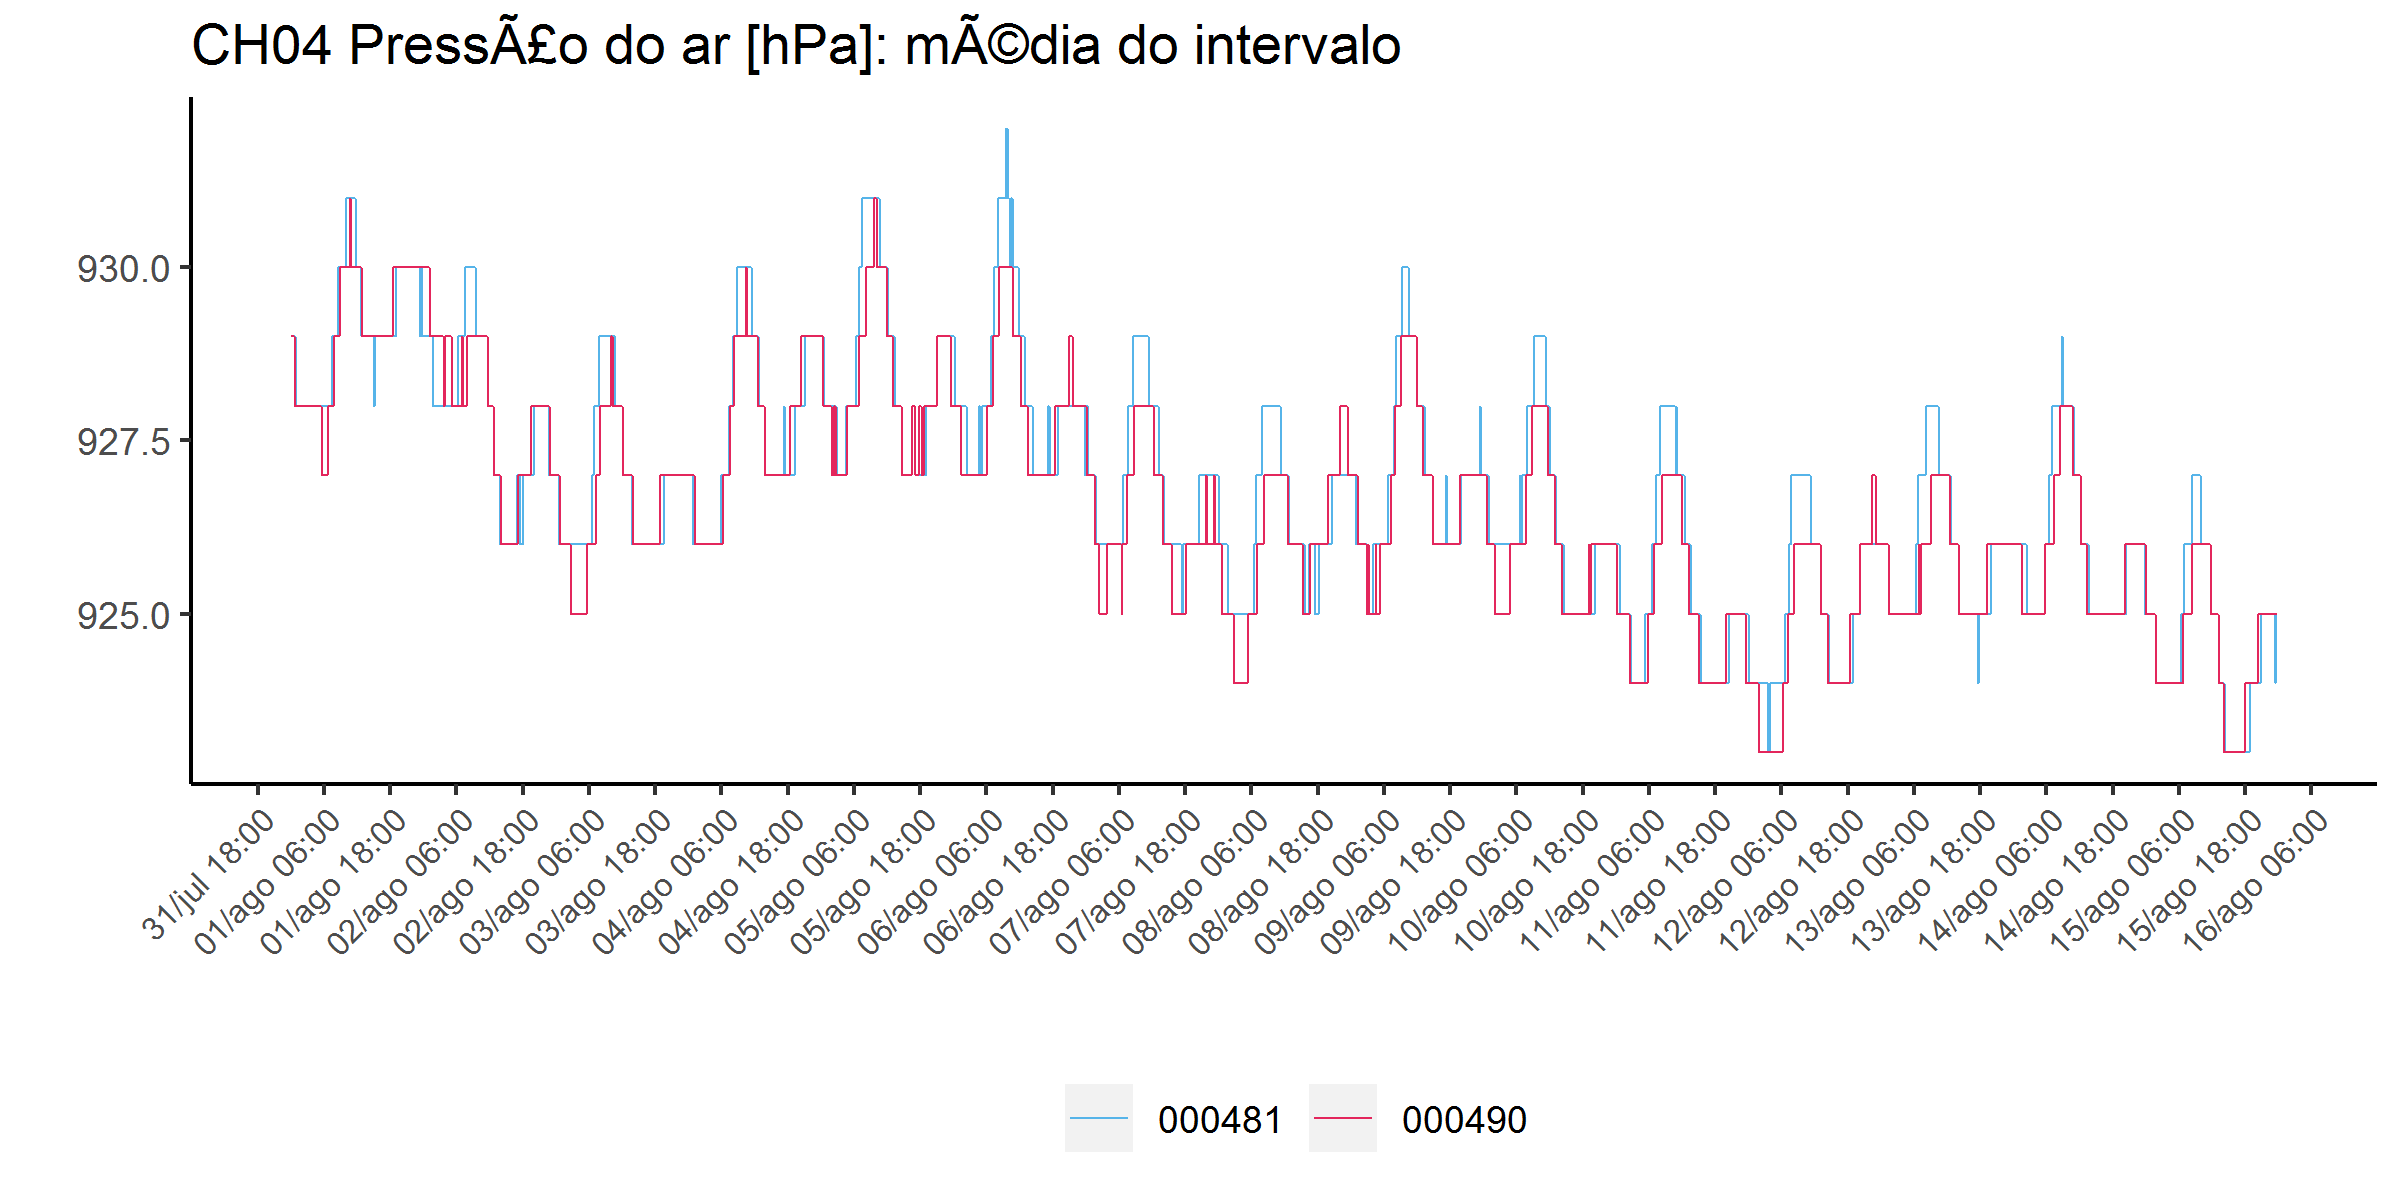 CH04 PressÃ£o do ar [hPa]: mÃ©dia do intervalo
930.0
927.5
925.0
31/jul 18:00
01/ago 06:00
01/ago 18:00
02/ago 06:00
02/ago 18:00
03/ago 06:00
03/ago 18:00
04/ago 06:00
04/ago 18:00
05/ago 06:00
05/ago 18:00
06/ago 06:00
06/ago 18:00
07/ago 06:00
07/ago 18:00
08/ago 06:00
08/ago 18:00
09/ago 06:00
09/ago 18:00
10/ago 06:00
10/ago 18:00
11/ago 06:00
11/ago 18:00
12/ago 06:00
12/ago 18:00
13/ago 06:00
13/ago 18:00
14/ago 06:00
14/ago 18:00
15/ago 06:00
15/ago 18:00
16/ago 06:00
000481
000490